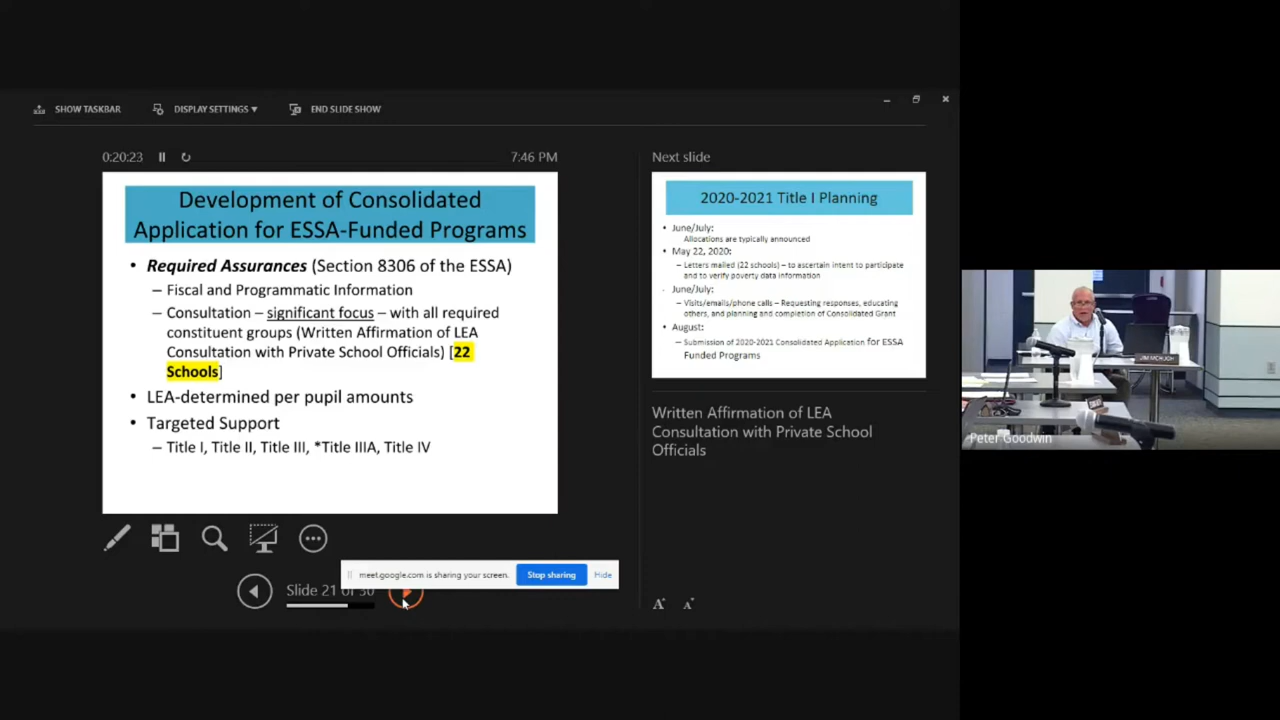 SHOW TASKBAR
DISPLAY SETTINGS ▾
END SLIDE SHOW
0:20:23
7:46 PM
Development of Consolidated
Application for ESSA-Funded Programs
• Required Assurances (Section 8306 of the ESSA)
– Fiscal and Programmatic Information
– Consultation – significant focus – with all required
constituent groups (Written Affirmation of LEA
Consultation with Private School Officials) [22
Schools]
• LEA-determined per pupil amounts
• Targeted Support
– Title I, Title II, Title III, *Title IIIA, Title IV
meet.google.com is sharing your screen.
Stop sharing
Hide
Slide 21 of 30
Next slide
2020-2021 Title I Planning
• June/July:
Allocations are typically announced
• May 22, 2020:
– Letters mailed (22 schools) – to ascertain intent to participate
and to verify poverty data information
June/July:
– Visits/emails/phone calls – Requesting responses, educating
others, and planning and completion of Consolidated Grant
• August:
– Submission of 2020-2021 Consolidated Application for ESSA
Funded Programs
Written Affirmation of LEA
Consultation with Private School
Officials
A A
JIM
Peter Goodwin